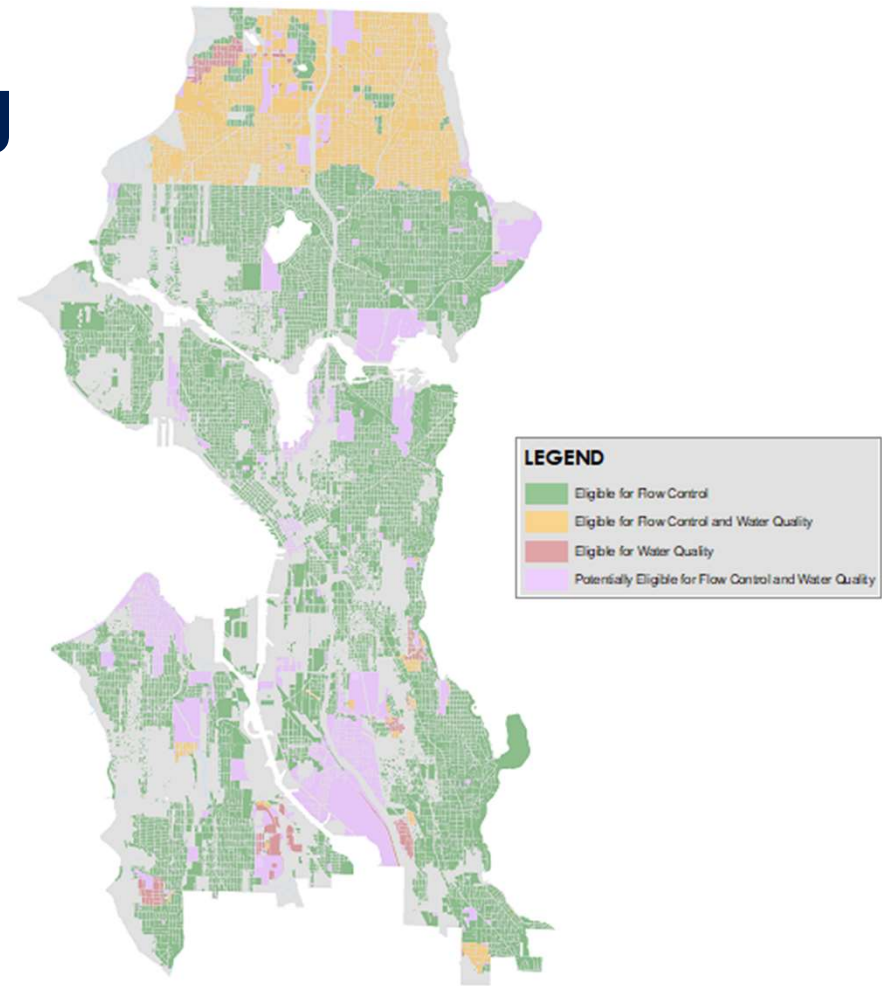 LEGEND
Eligible for Flow Control
Eligible for Flow Control and Water Quality
Eligible for Water Quality
Potentially Eligible for Flow Control and Water Quality